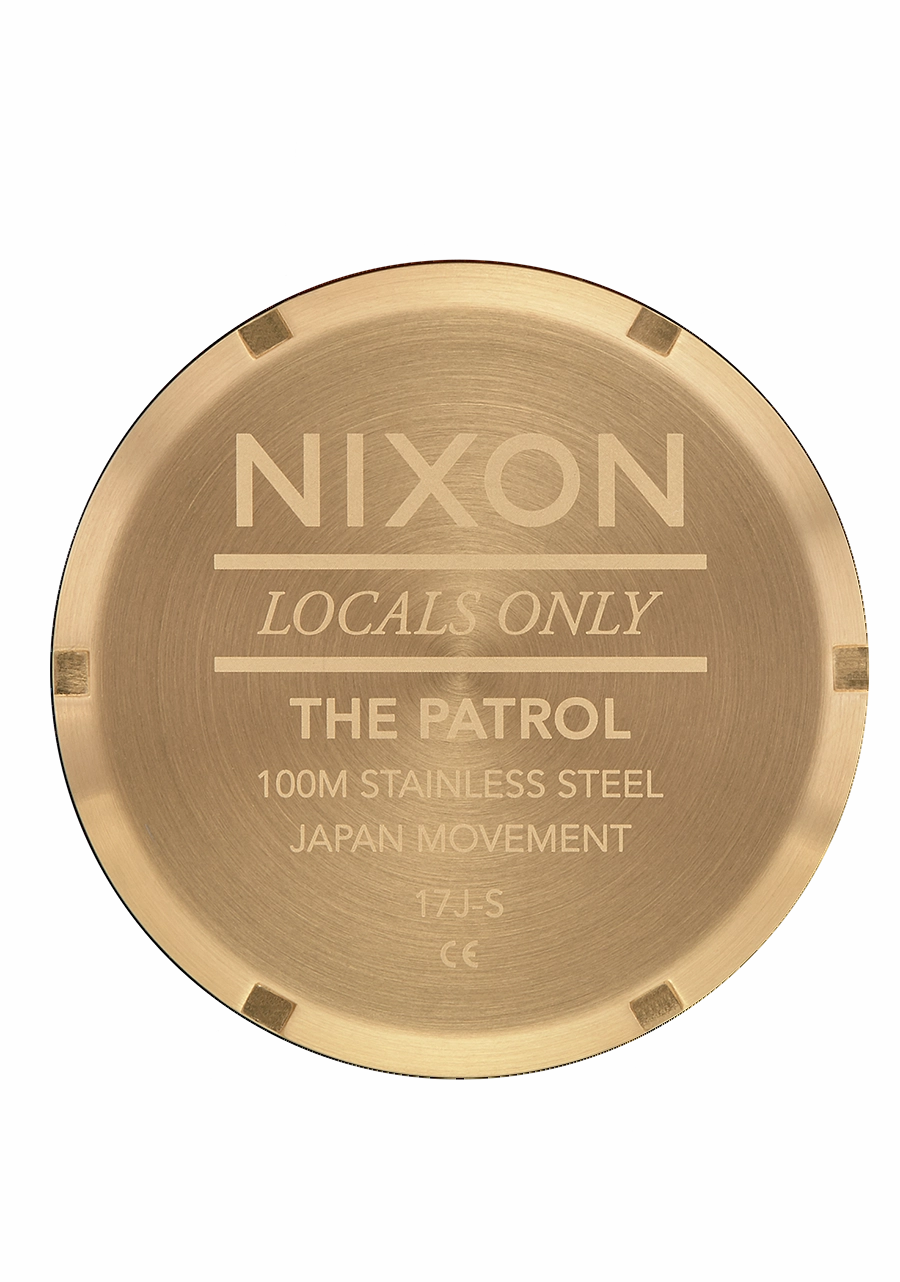 NIXON
LOCALS ONLY
THE PATROL
100M STAINLESS STEEL
JAPAN MOVEMENT
17J-S
CE